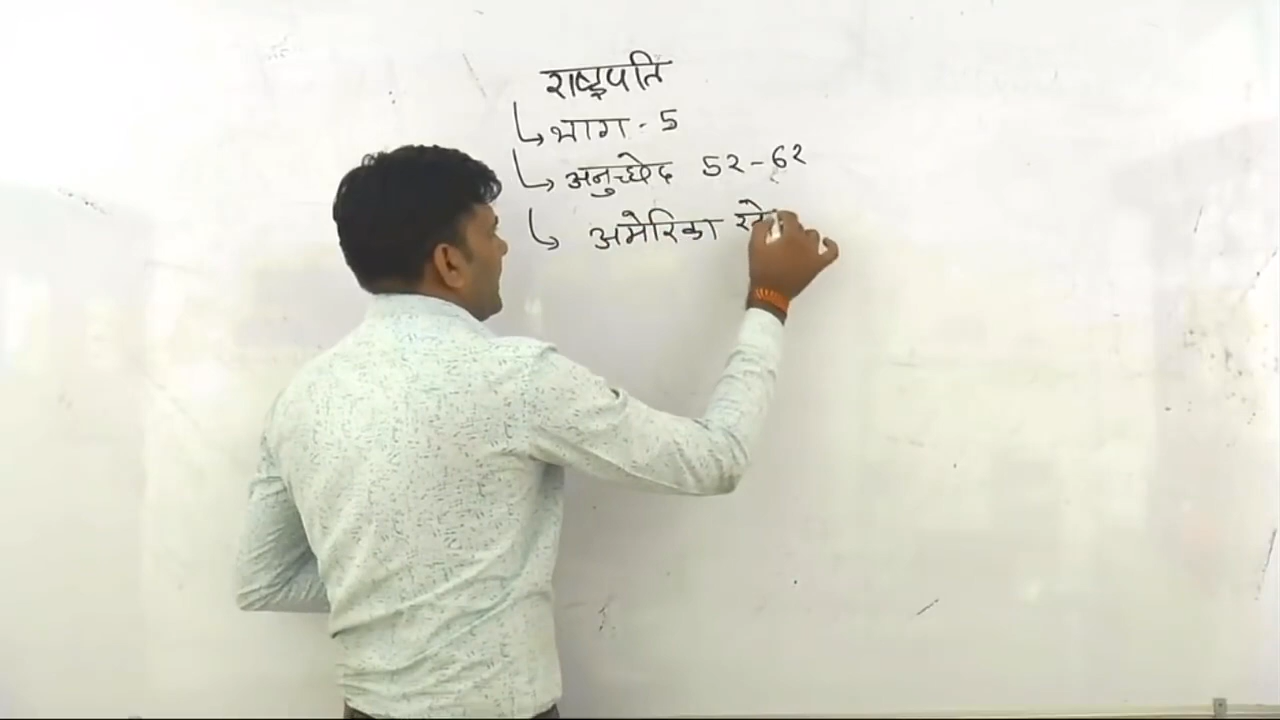 राष्ट्रपति
भाग - 5
अनुच्छेद 52-62
अमेरिका